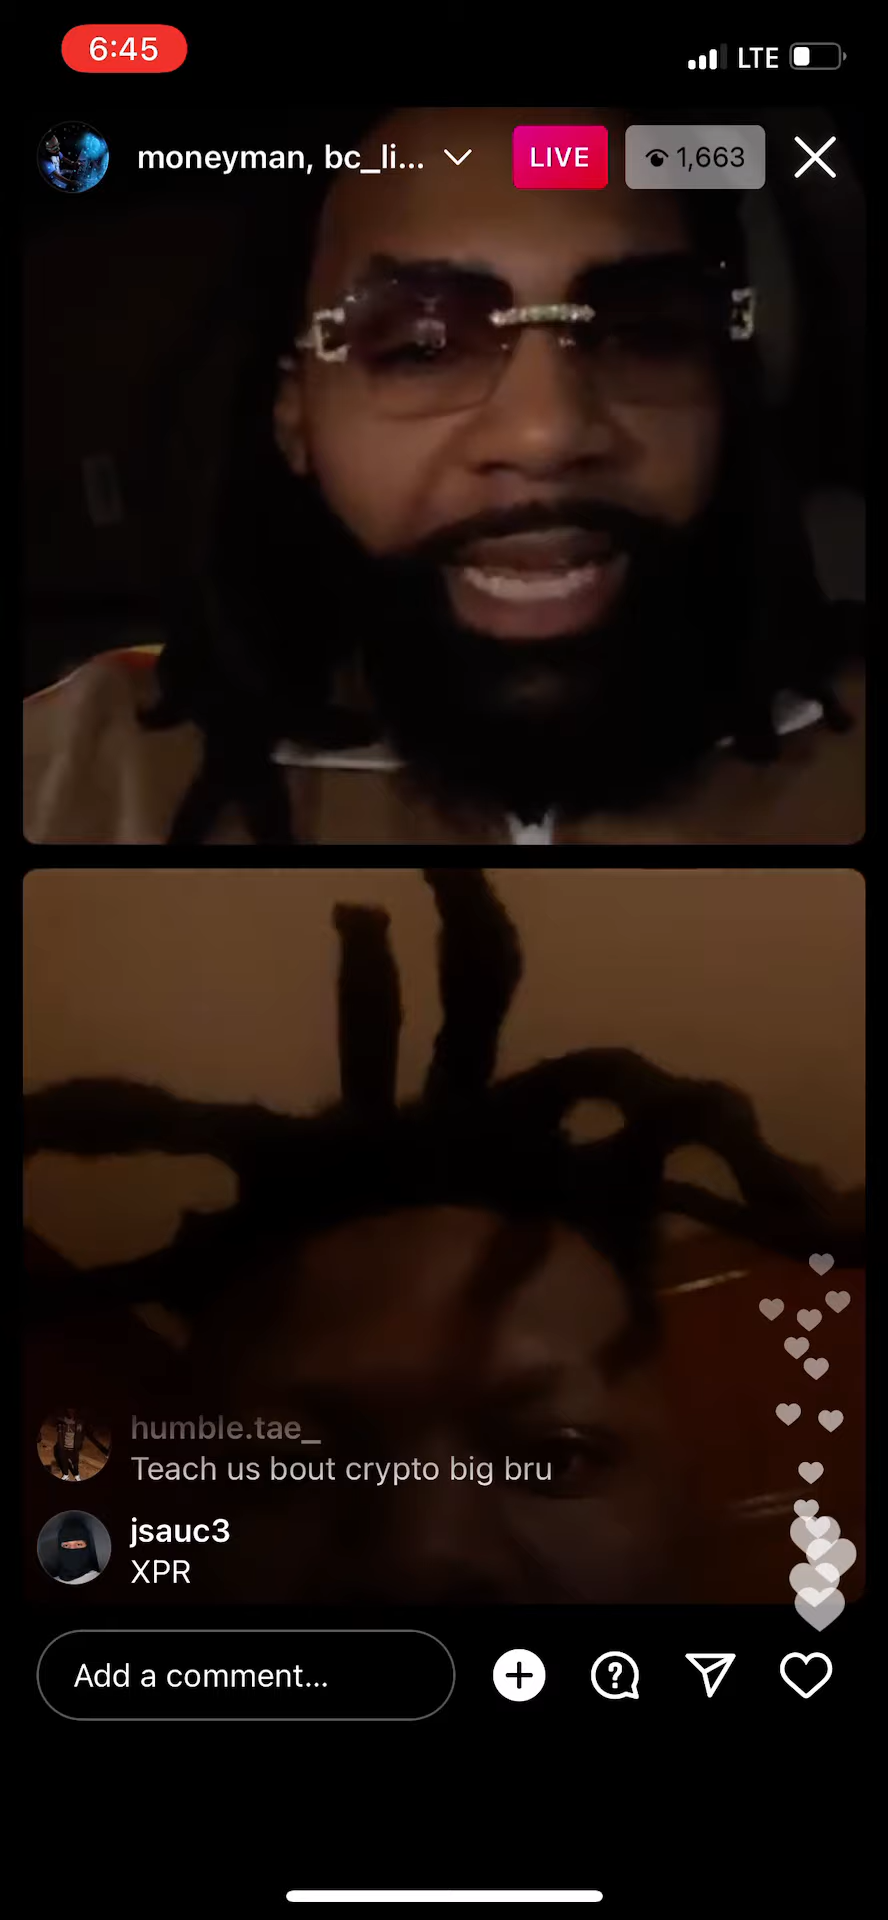 6:45
LTE
moneyman, bc_li...
LIVE
1,663
humble.tae_
Teach us bout crypto big bru
jsauc3
XPR
Add a comment...